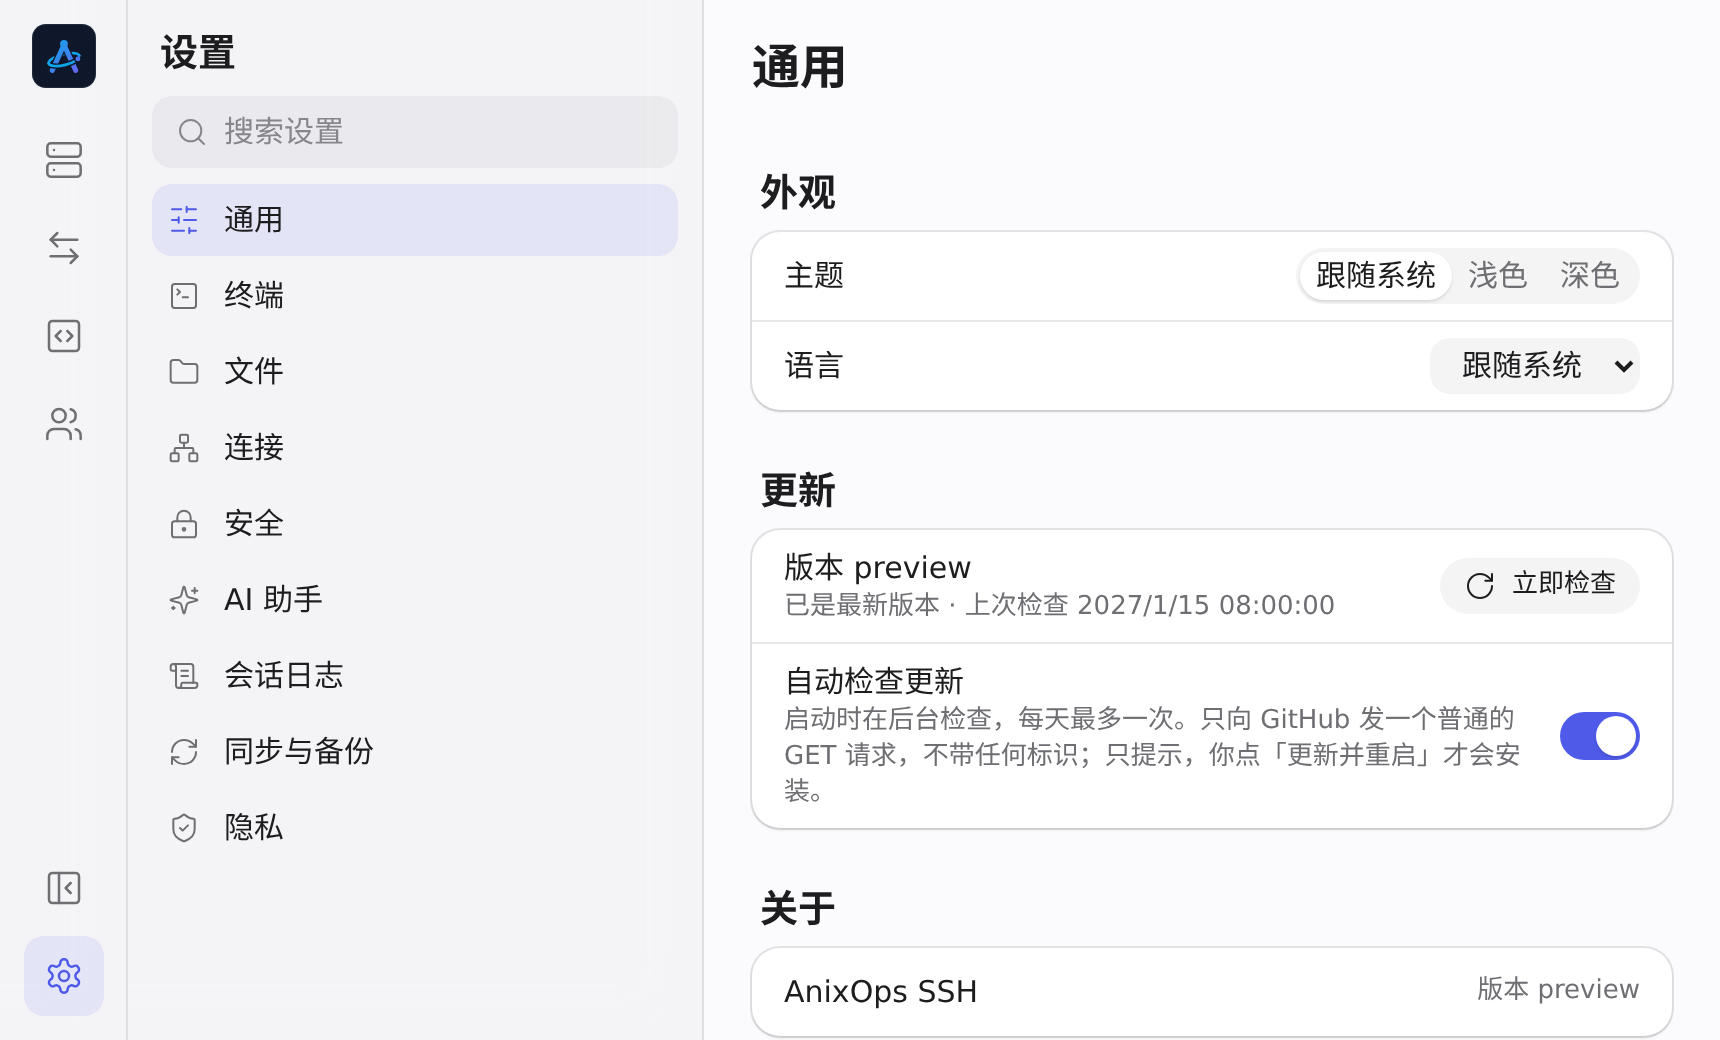 设置
搜索设置
通用
终端
文件
连接
安全
AI 助手
会话日志
同步与备份
隐私
通用
外观
主题
跟随系统 浅色 深色
语言
跟随系统
更新
版本 preview
已是最新版本 · 上次检查 2027/1/15 08:00:00
立即检查
自动检查更新
启动时在后台检查，每天最多一次。只向 GitHub 发一个普通的
GET 请求，不带任何标识；只提示，你点「更新并重启」才会安
装。
关于
AnixOps SSH
版本 preview